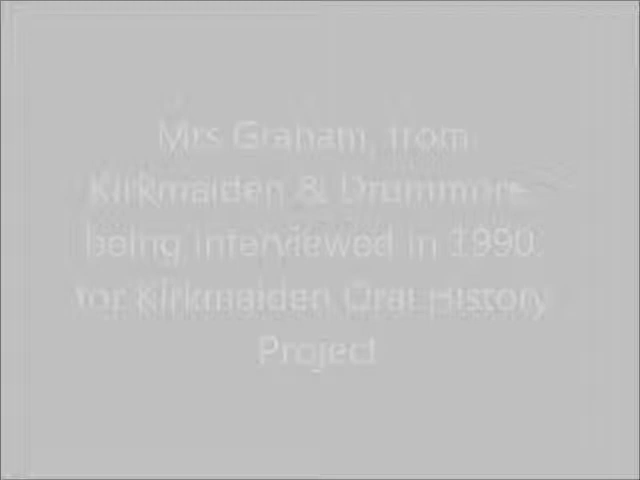 Mrs Graham, from
Kirkmaiden & Drummore
being interviewed in 1990
for Kirkmaiden Oral History
Project